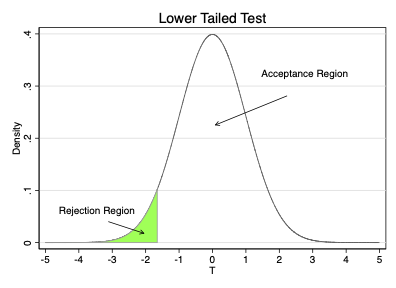 Lower Tailed Test
.4
.3
.2
.1
0
Density
Acceptance Region
Rejection Region
-5 -4 -3 -2 -1 0 1 2 3 4 5
T